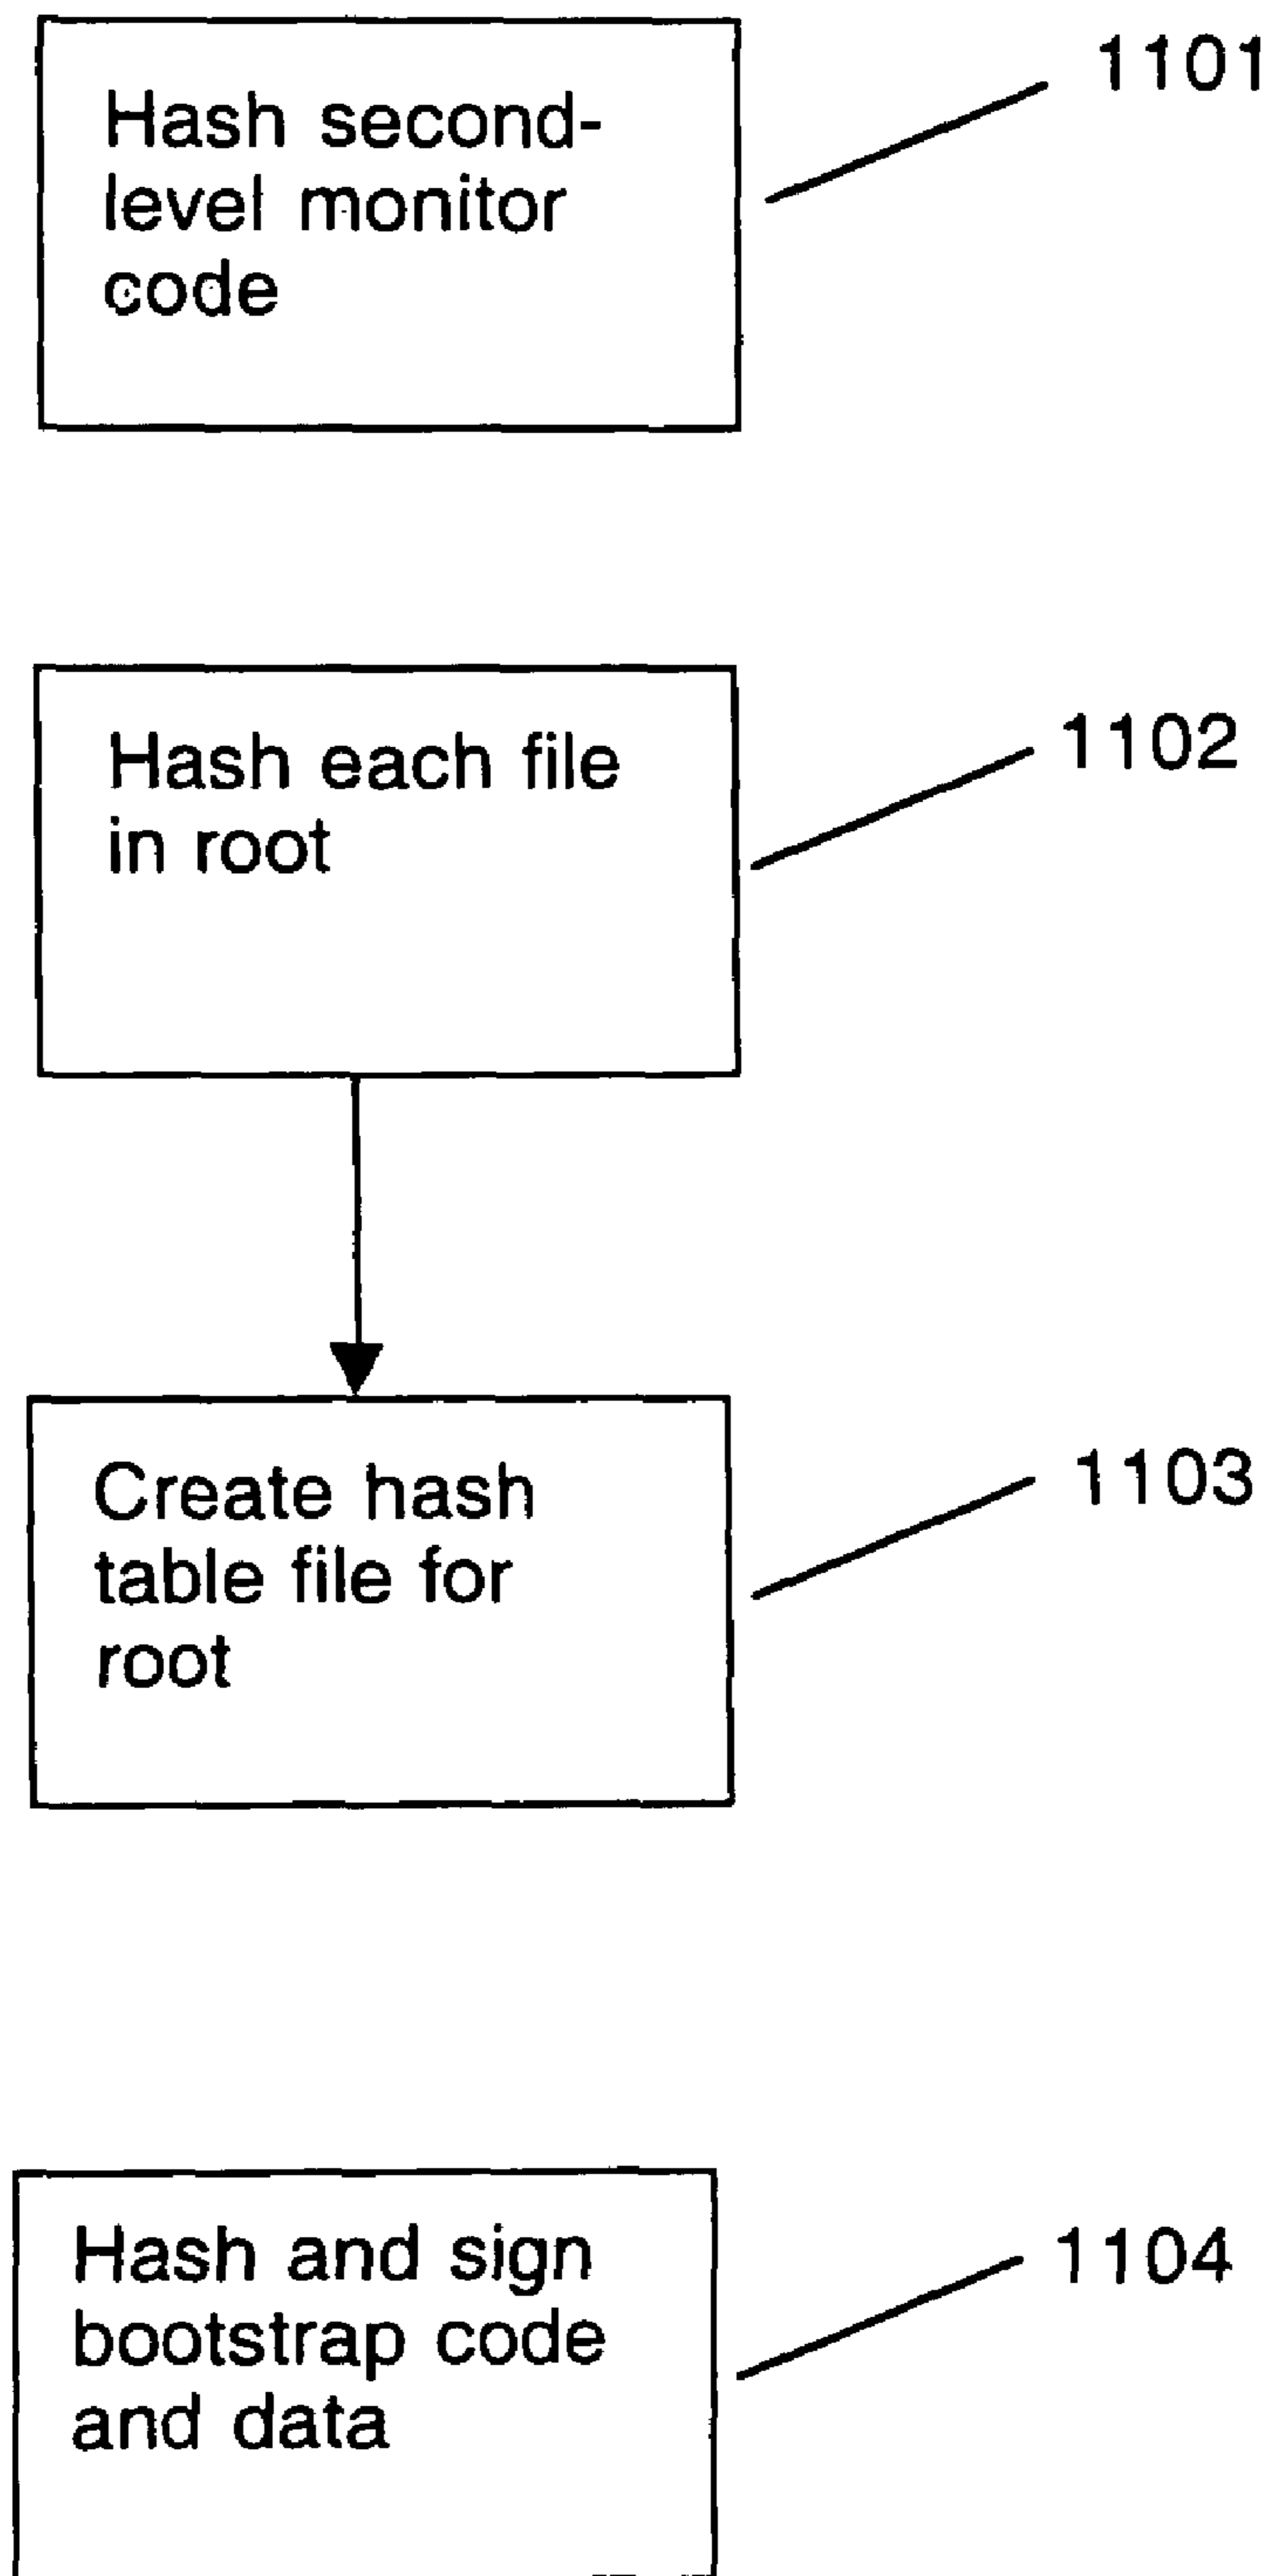 Hash second-
level monitor
code
1101
Hash each file
in root
1102
Create hash
table file for
root
1103
Hash and sign
bootstrap code
and data
1104